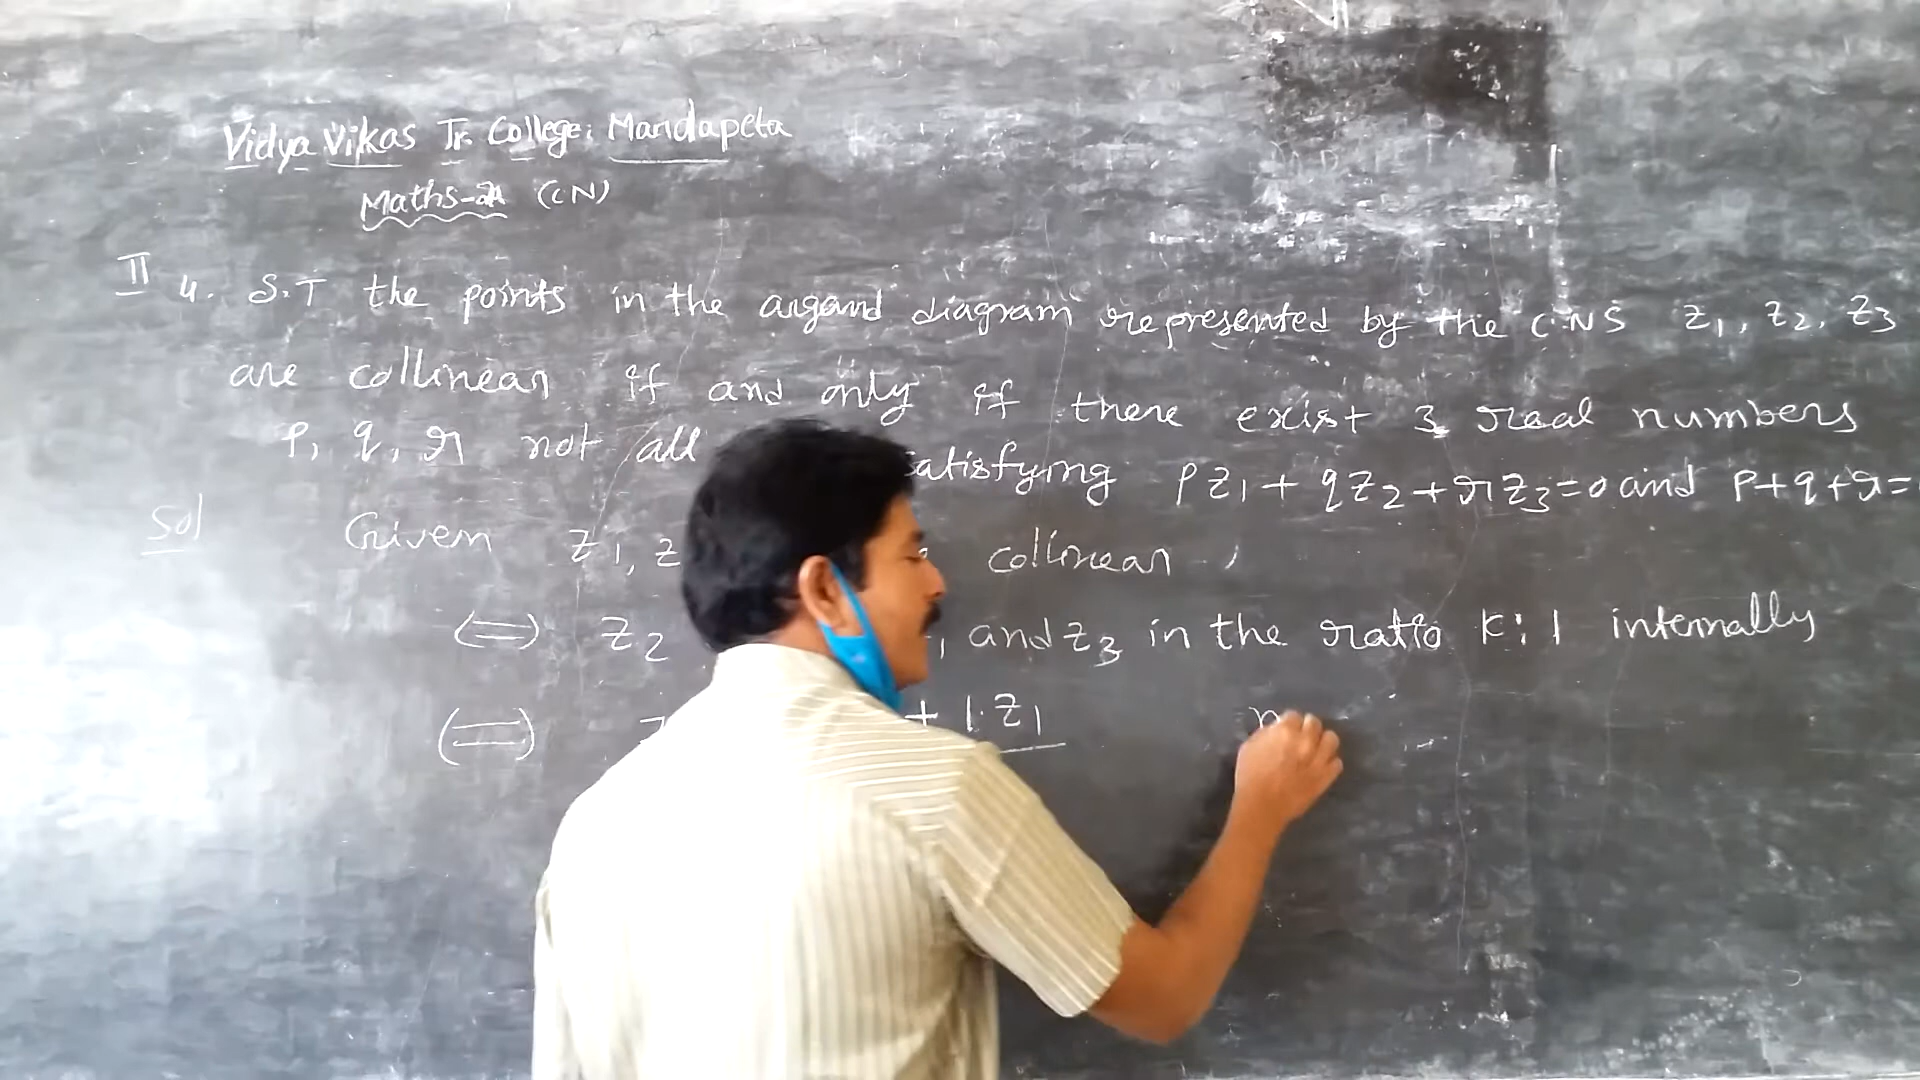 Vidya Vikas Jr. College: Mandapeta
Maths-2A (CN)
II 4. S.T the points in the argand diagram represented by the C.NS Z1, Z2, Z3
are collinear if and only if there exist 3 real numbers
P, q, r not all satisfying PZ1 + qZ2 + rZ3 = 0 and P+q+r=
Sol Given Z1, Z collinear,
⇔ Z2 and Z3 in the ratio K:1 internally
⇔ + 1.Z1